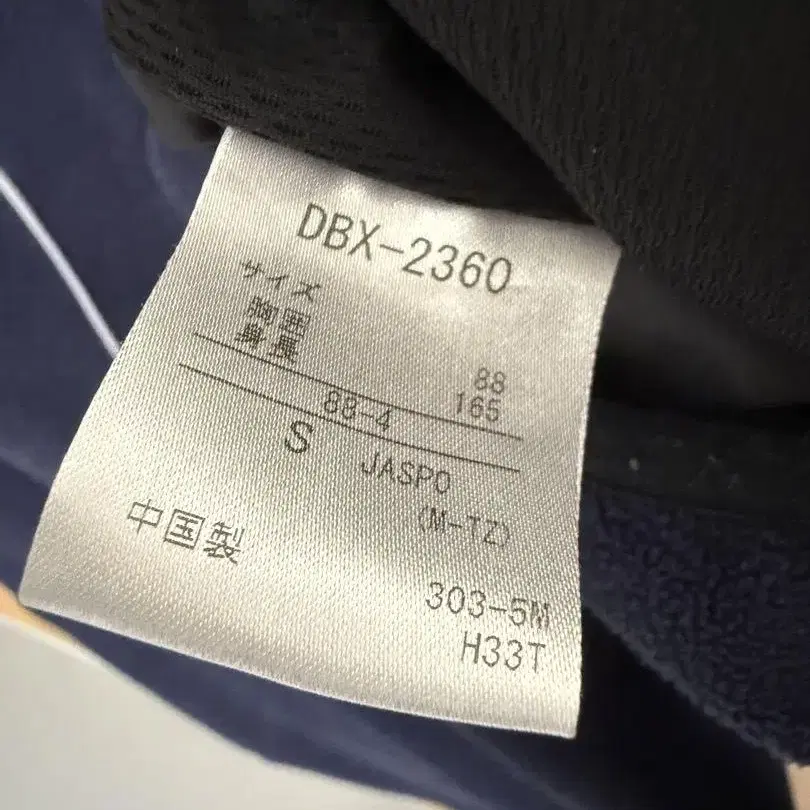 DBX-2360
サイズ
胸囲 88
身長 165
88-4
S JASPO
(M-TZ)
中国製
303-5M
H33T